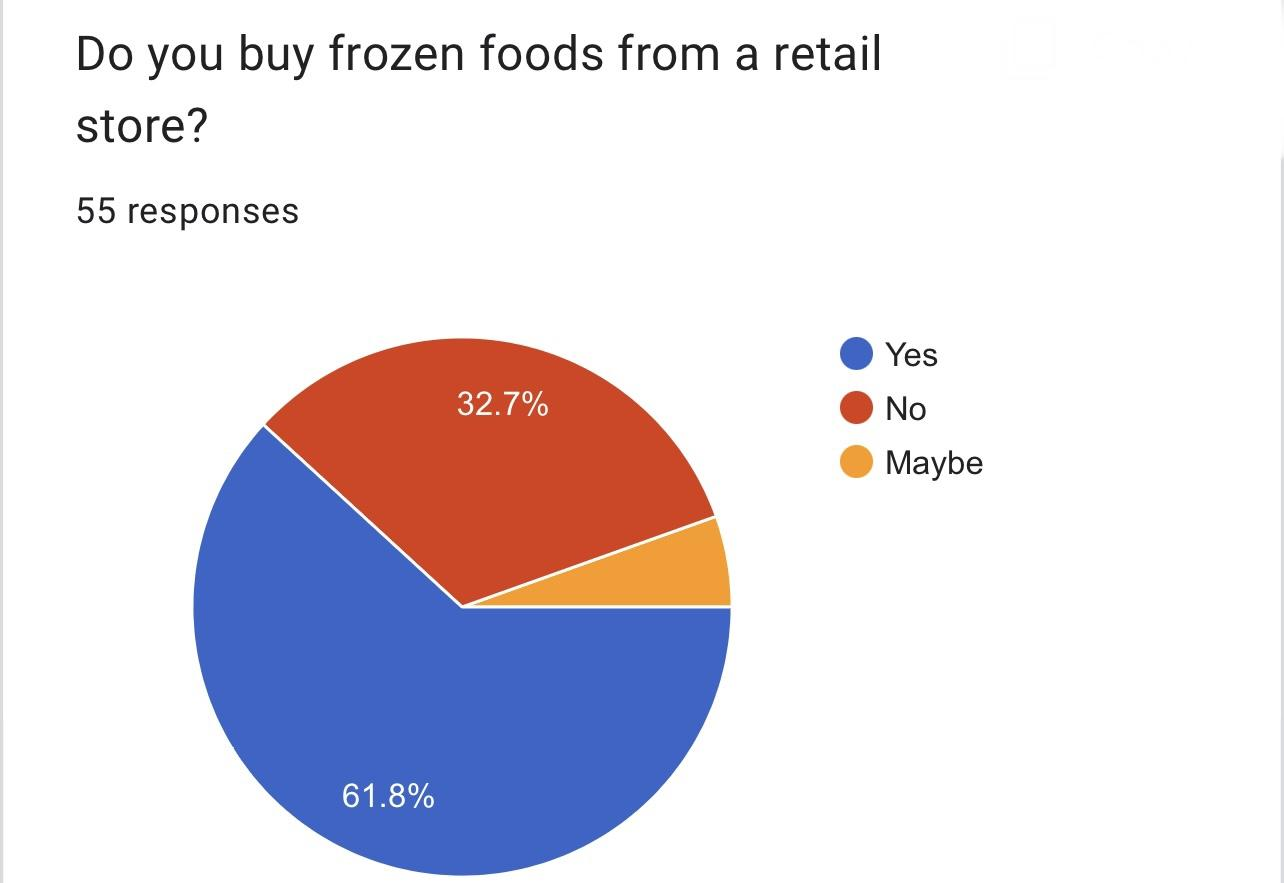 Do you buy frozen foods from a retail
store?
55 responses
32.7%
61.8%
Yes
No
Maybe